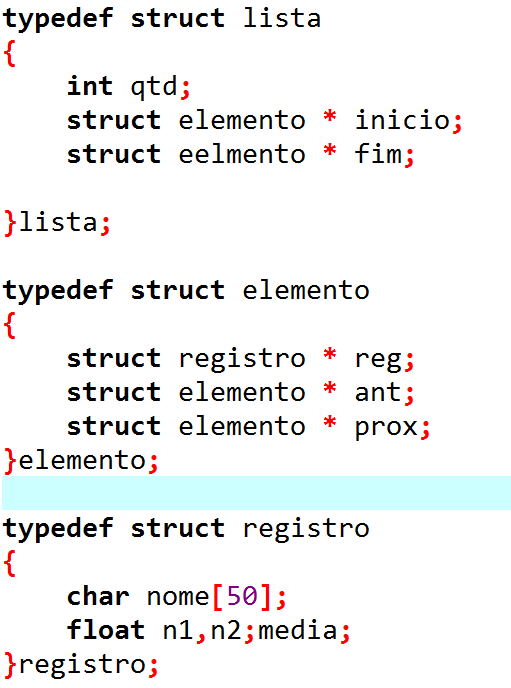 typedef struct lista
{
    int qtd;
    struct elemento * inicio;
    struct eelmento * fim;

}lista;

typedef struct elemento
{
    struct registro * reg;
    struct elemento * ant;
    struct elemento * prox;
}elemento;

typedef struct registro
{
    char nome[50];
    float n1,n2;media;
}registro;